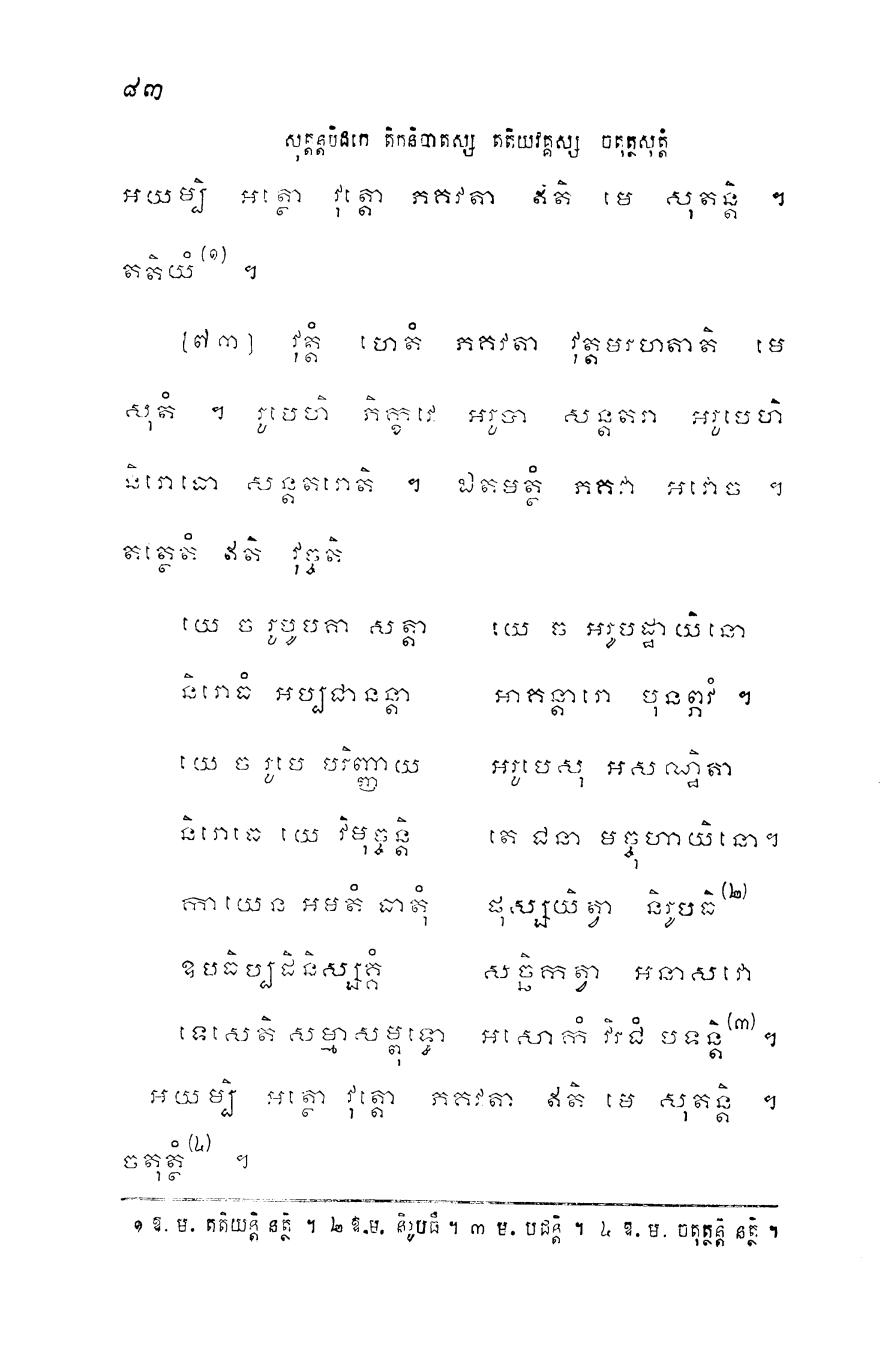 ៨៣
សុត្តន្តបិដកេ តិកនិបាតស្ស តតិយវគ្គស្ស ចតុត្ថសុត្តំ
អយម្បិ អត្ថោ វុត្តោ ភគវតា ឥតិ មេ សុតន្តិ ។
តតិយំ (១) ។
[៧៣] វុត្តំ ហេតំ ភគវតា វុត្តមរហតាតិ មេ
សុតំ ។ រូបេហិ ភិក្ខវេ អរូបា សន្តតរា អរូបេហិ
និរោធោ សន្តតរោតិ ។ ឯតមត្ថំ ភគវា អវោច ។
តត្ថេតំ ឥតិ វុច្ចតិ
យេ ច រូបូបគា សត្តា យេ ច អរូបដ្ឋាយិនោ
និរោធំ អប្បជានន្តា អាគន្តារោ បុនព្ភវំ ។
យេ ច រូបេ បរិញ្ញាយ អរូបេសុ អសណ្ឋិតា
និរោធេ យេ វិមុច្ចន្តិ តេ ជនា មច្ចុហាយិនោ។
កាយេន អមតំ ធាតុំ ផុស្សយិត្វា និរូបធិ (២)
ឧបធិប្បដិនិស្សគ្គំ សច្ឆិកត្វា អនាសវោ
ទេសេតិ សម្មាសម្ពុទ្ធោ អសោកំ វិរជំ បទន្តិ (៣) ។
អយម្បិ អត្ថោ វុត្តោ ភគវតា ឥតិ មេ សុតន្តិ ។
ចតុត្ថំ (៤) ។
១ ឱ. ម. តតិយន្តិ នត្ថិ ។ ២ ឱ.ម. និរូបធឹ ។ ៣ ម. បដន្តិ ។ ៤ ឱ. ម. ចតុត្ថន្តិ នត្ថិ ។